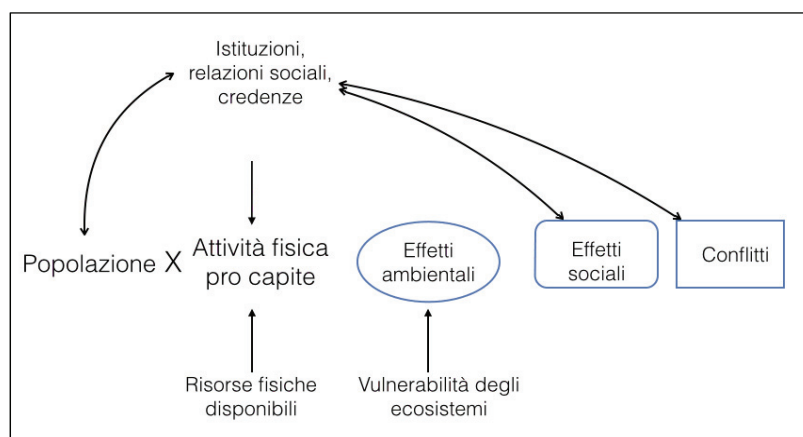 Istituzioni,
relazioni sociali,
credenze
Popolazione X
Attività fisica
pro capite
Effetti
ambientali
Effetti
sociali
Conflitti
Risorse fisiche
disponibili
Vulnerabilità degli
ecosistemi